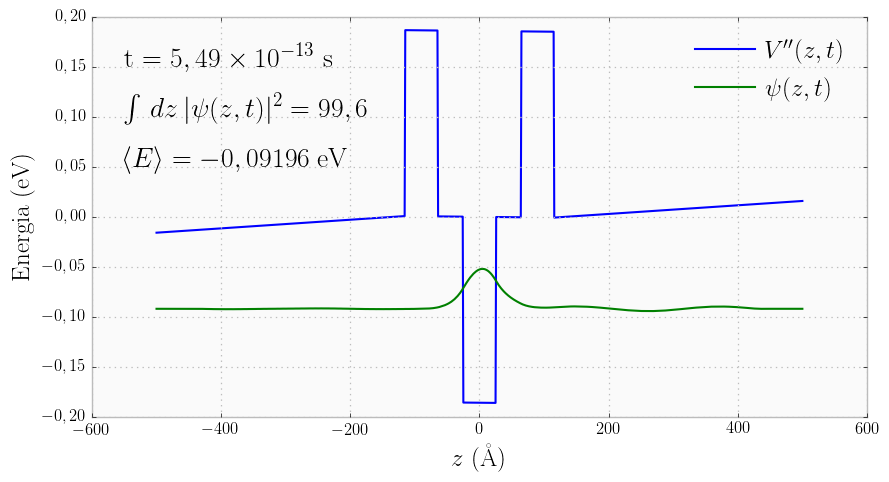 0,20
0,15
0,10
0,05
0,00
−0,05
−0,10
−0,15
−0,20
Energia (eV)
t = 5,49 × 10⁻¹³ s
∫ dz |ψ(z, t)|² = 99,6
⟨E⟩ = −0,09196 eV
V″(z, t)
ψ(z, t)
−600 −400 −200 0 200 400 600
z (Å)